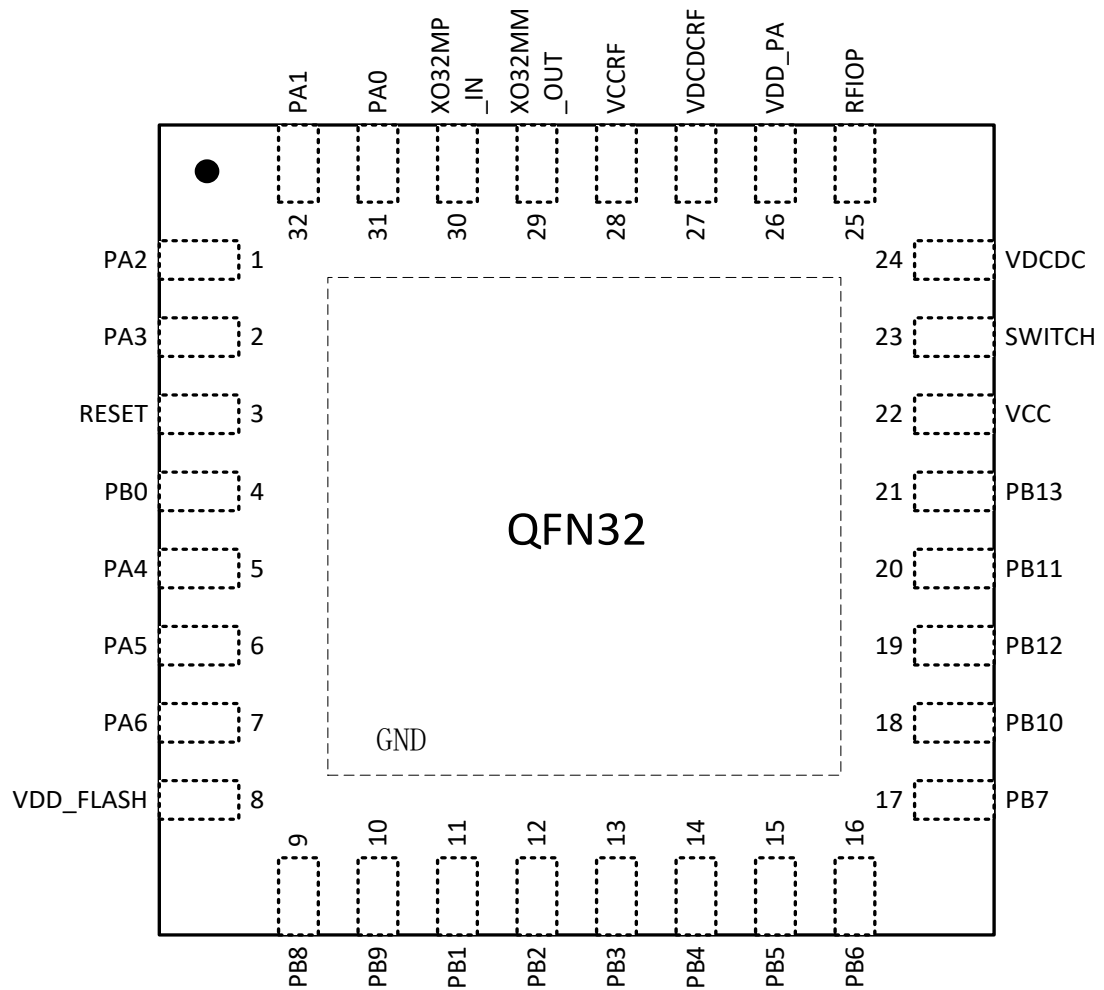 PA1
PA0
XO32MP
_IN
XO32MM
_OUT
VCCRF
VDCDCRF
VDD_PA
RFIOP
32
31
30
29
28
27
26
25
PA2 1
PA3 2
RESET 3
PB0 4
PA4 5
PA5 6
PA6 7
VDD_FLASH 8
24 VDCDC
23 SWITCH
22 VCC
21 PB13
20 PB11
19 PB12
18 PB10
17 PB7
QFN32
GND
9
10
11
12
13
14
15
16
PB8
PB9
PB1
PB2
PB3
PB4
PB5
PB6